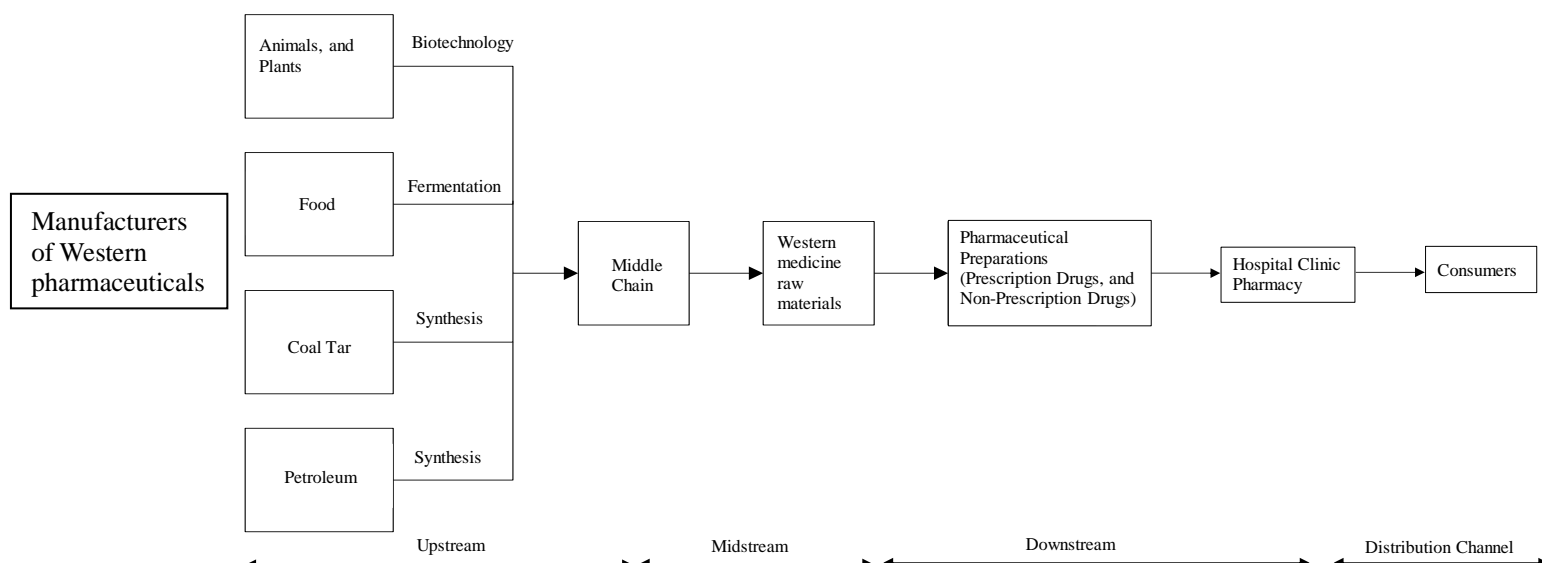 Manufacturers
of Western
pharmaceuticals
Animals, and
Plants
Biotechnology
Food
Fermentation
Coal Tar
Synthesis
Petroleum
Synthesis
Middle
Chain
Western
medicine
raw
materials
Pharmaceutical
Preparations
(Prescription Drugs, and
Non-Prescription Drugs)
Hospital Clinic
Pharmacy
Consumers
Upstream
Midstream
Downstream
Distribution Channel